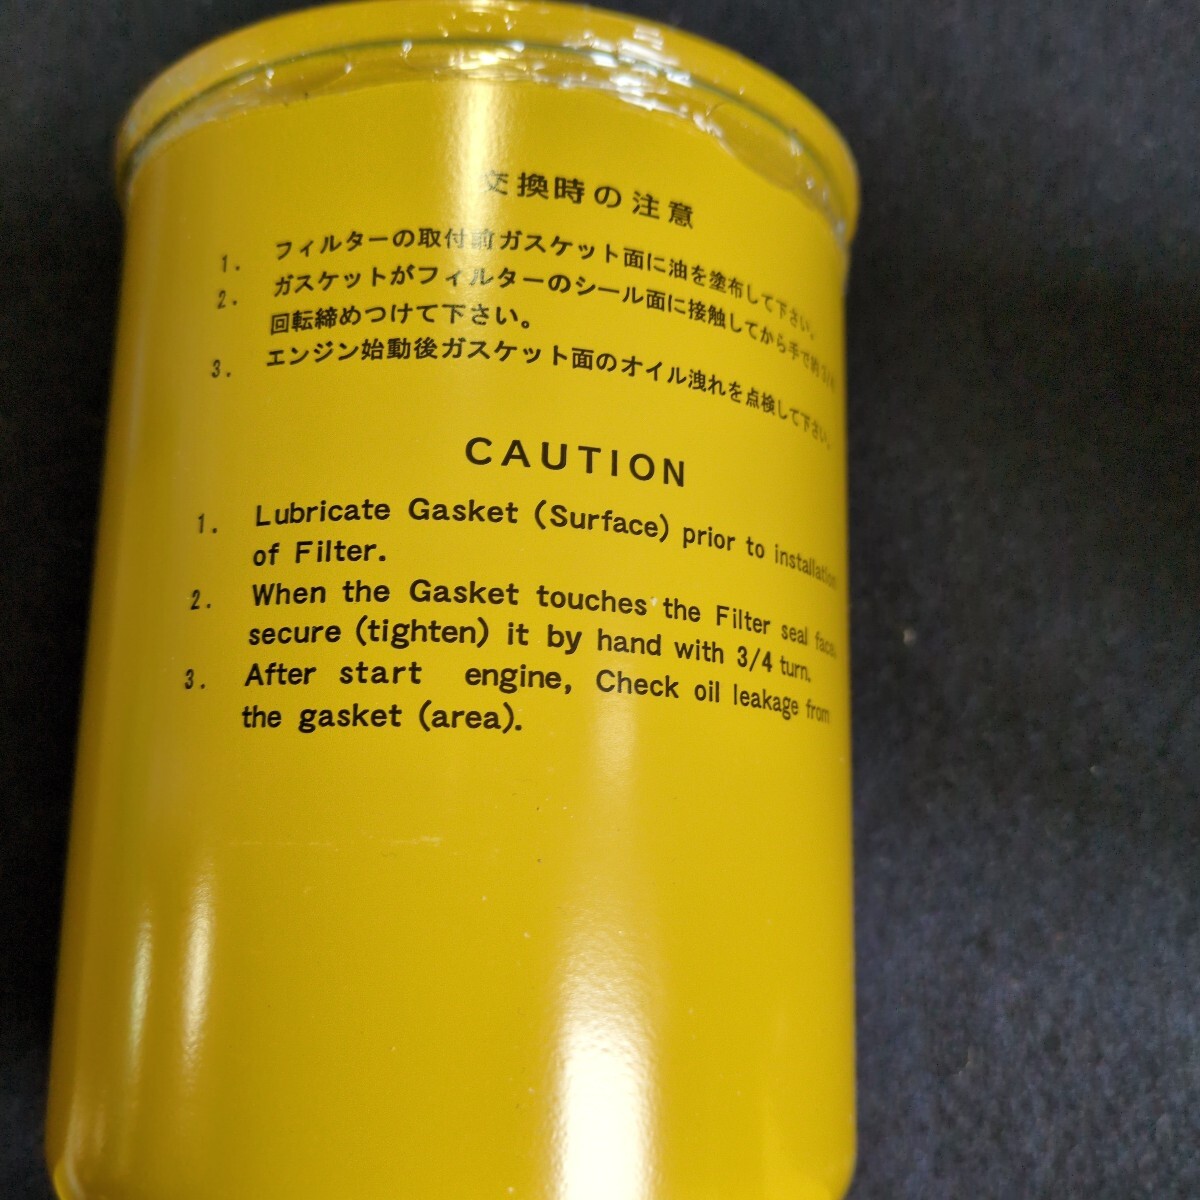 交換時の注意
1. フィルターの取付前ガスケット面に油を塗布して下さい。
2. ガスケットがフィルターのシール面に接触してから手で約3/4
回転締めつけて下さい。
3. エンジン始動後ガスケット面のオイル洩れを点検して下さい。
CAUTION
1. Lubricate Gasket (Surface) prior to installation
of Filter.
2. When the Gasket touches the Filter seal face,
secure (tighten) it by hand with 3/4 turn.
3. After start engine, Check oil leakage from
the gasket (area).